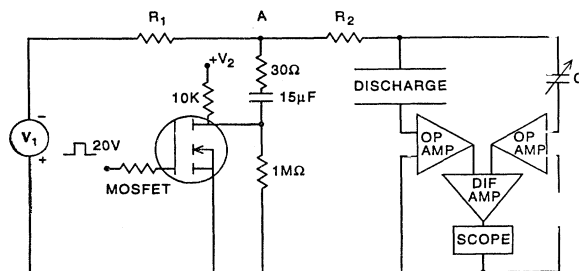 R1 A R2
+V2 30Ω
15μF
10K DISCHARGE C
V1 20V
OP AMP OP AMP
1MΩ
MOSFET
DIF AMP
SCOPE